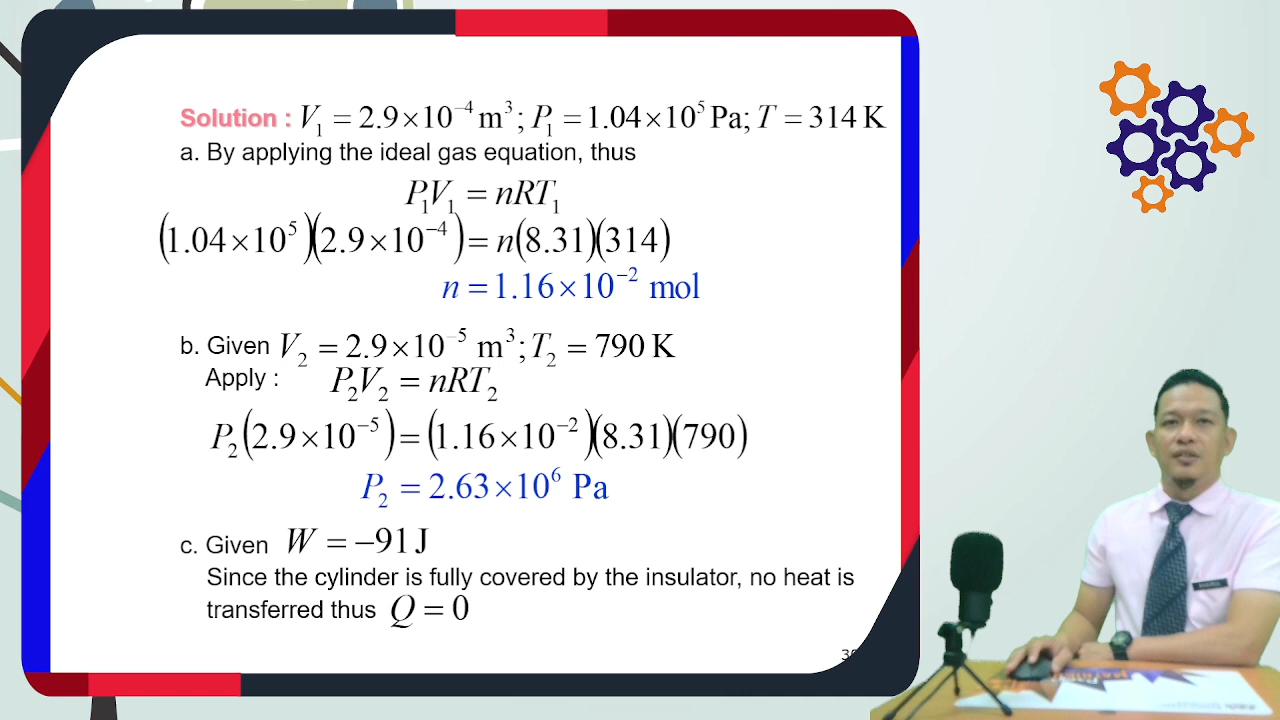 Solution : V₁ = 2.9×10⁻⁴ m³; P₁ = 1.04×10⁵ Pa; T = 314 K
a. By applying the ideal gas equation, thus
P₁V₁ = nRT₁
(1.04×10⁵)(2.9×10⁻⁴) = n(8.31)(314)
n = 1.16×10⁻² mol
b. Given V₂ = 2.9×10⁻⁵ m³; T₂ = 790 K
Apply : P₂V₂ = nRT₂
P₂(2.9×10⁻⁵) = (1.16×10⁻²)(8.31)(790)
P₂ = 2.63×10⁶ Pa
c. Given W = −91 J
Since the cylinder is fully covered by the insulator, no heat is
transferred thus Q = 0